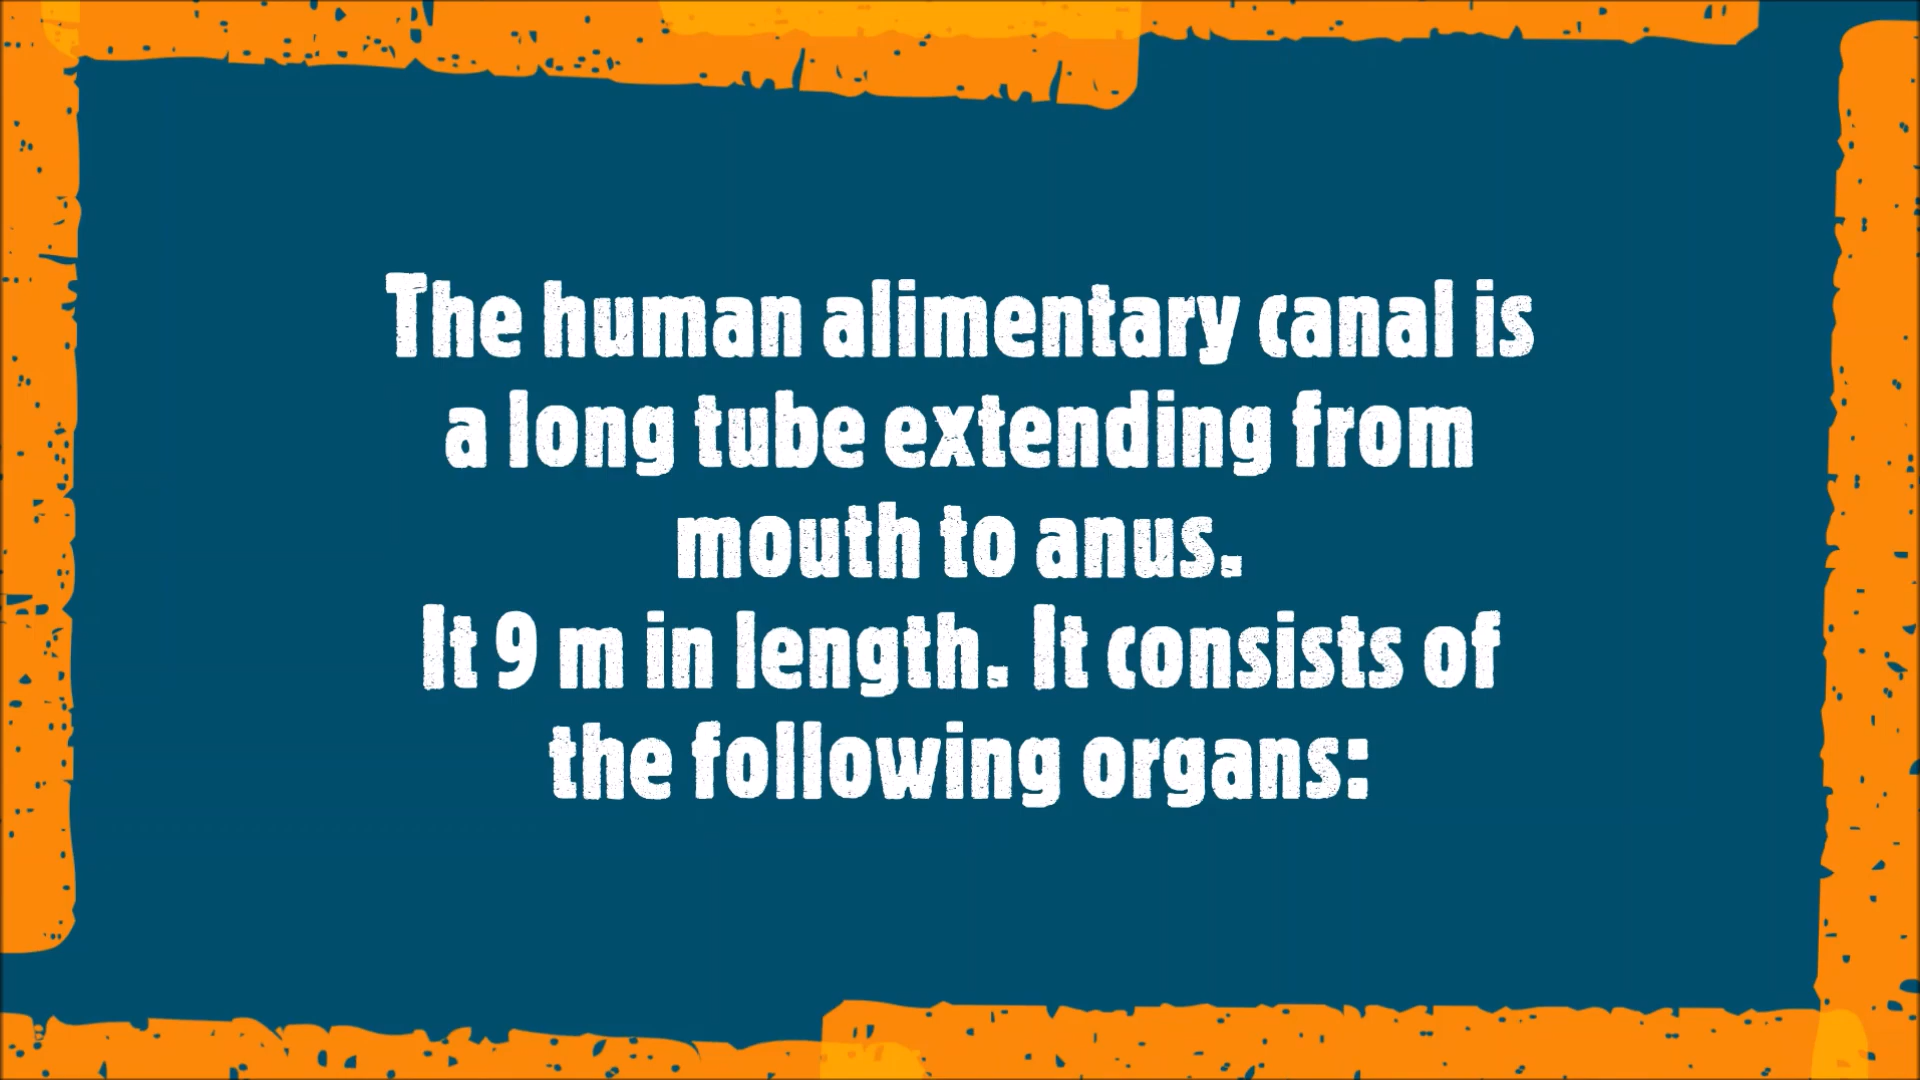 The human alimentary canal is
a long tube extending from
mouth to anus.
It 9 m in length. It consists of
the following organs: